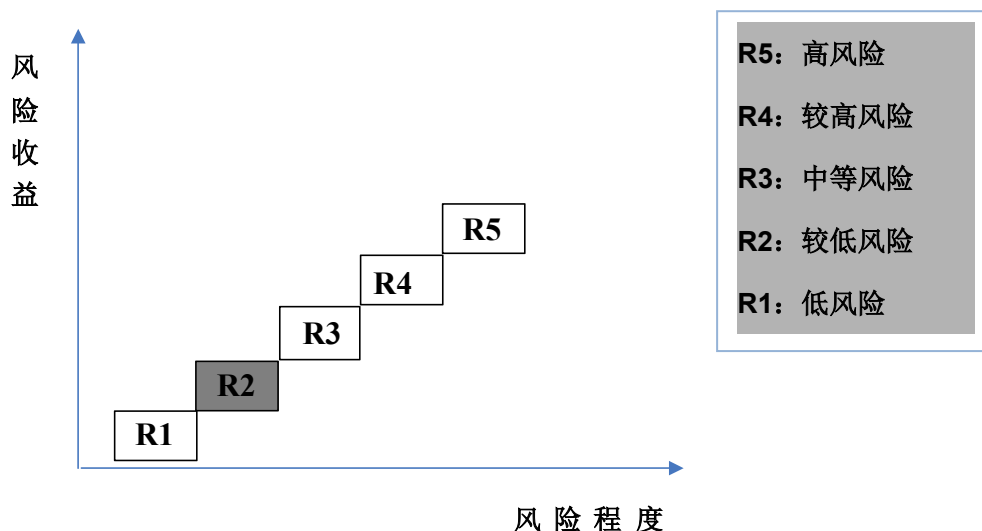 风险收益
R5：高风险
R4：较高风险
R3：中等风险
R2：较低风险
R1：低风险
R5
R4
R3
R2
R1
风险程度